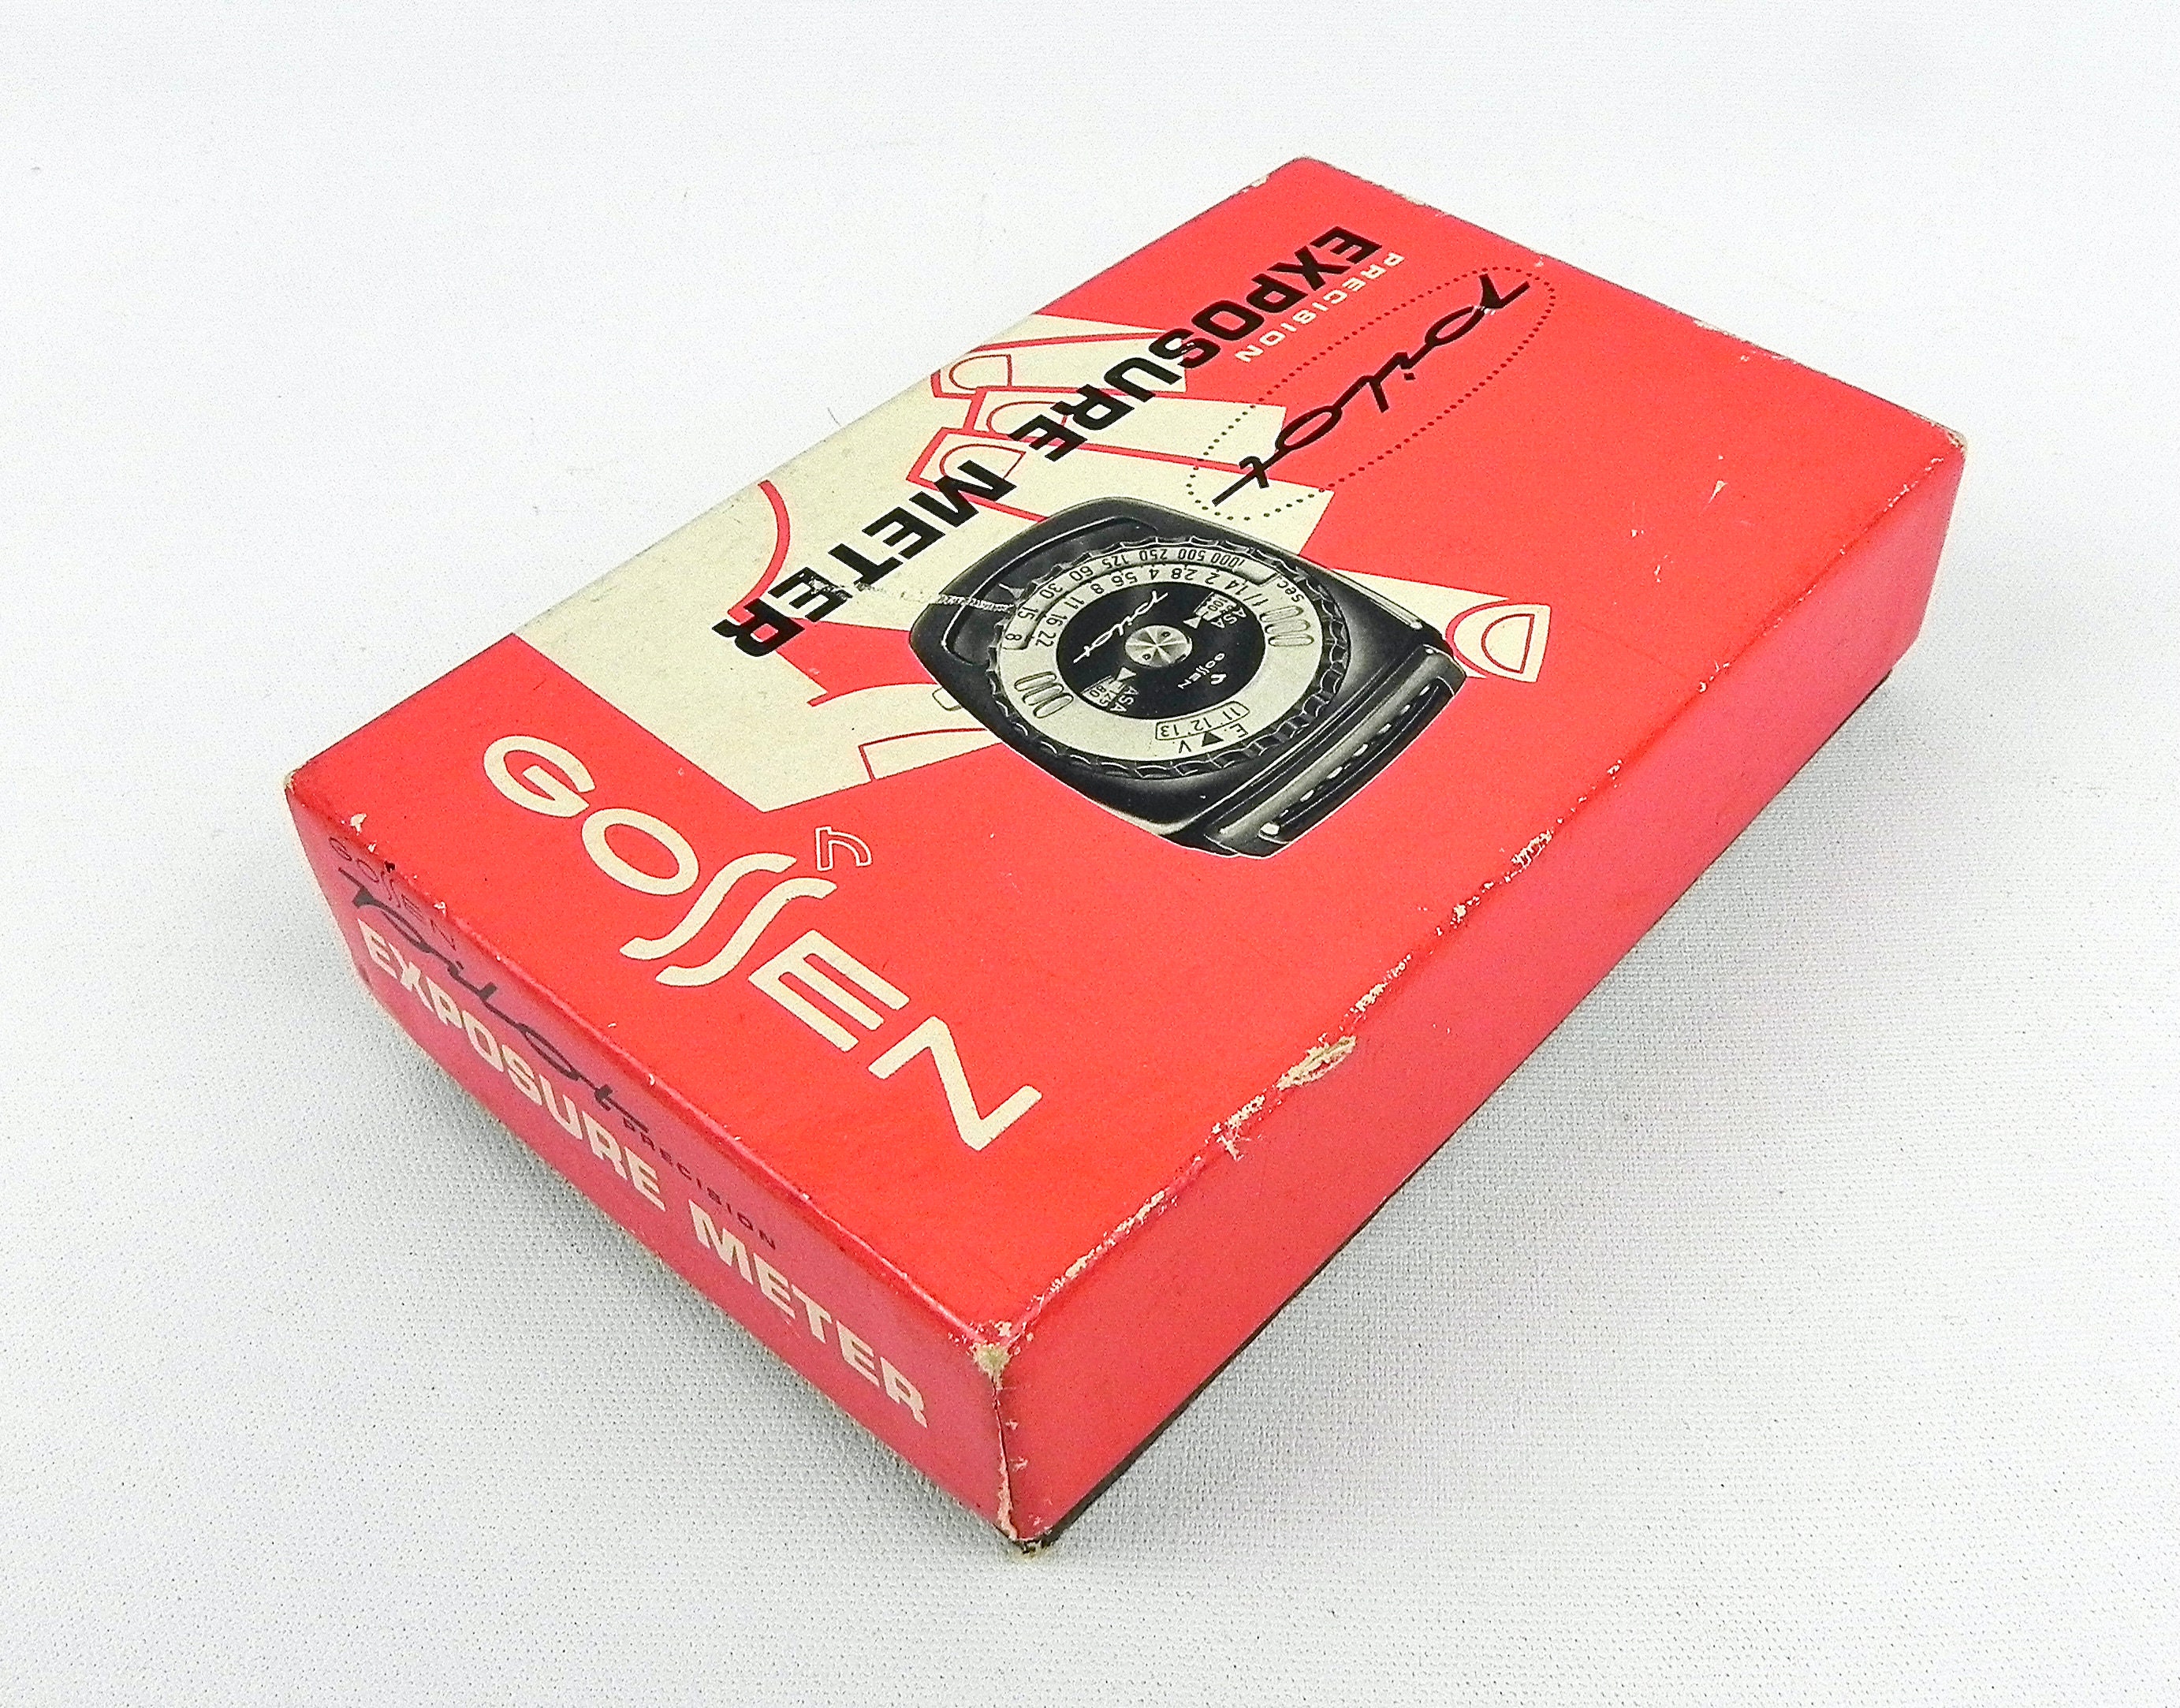 Pilot
PRECISION
EXPOSURE METER
1000 500 250 125 60 30 15 8
sec.
1/1.4 2 2.8 4 5.6 8 11 16 22
Pilot
ASA
GOSSEN
ASA
11 12 13
E▼V
GOSSEN
GOSSEN
Pilot
PRECISION
EXPOSURE METER